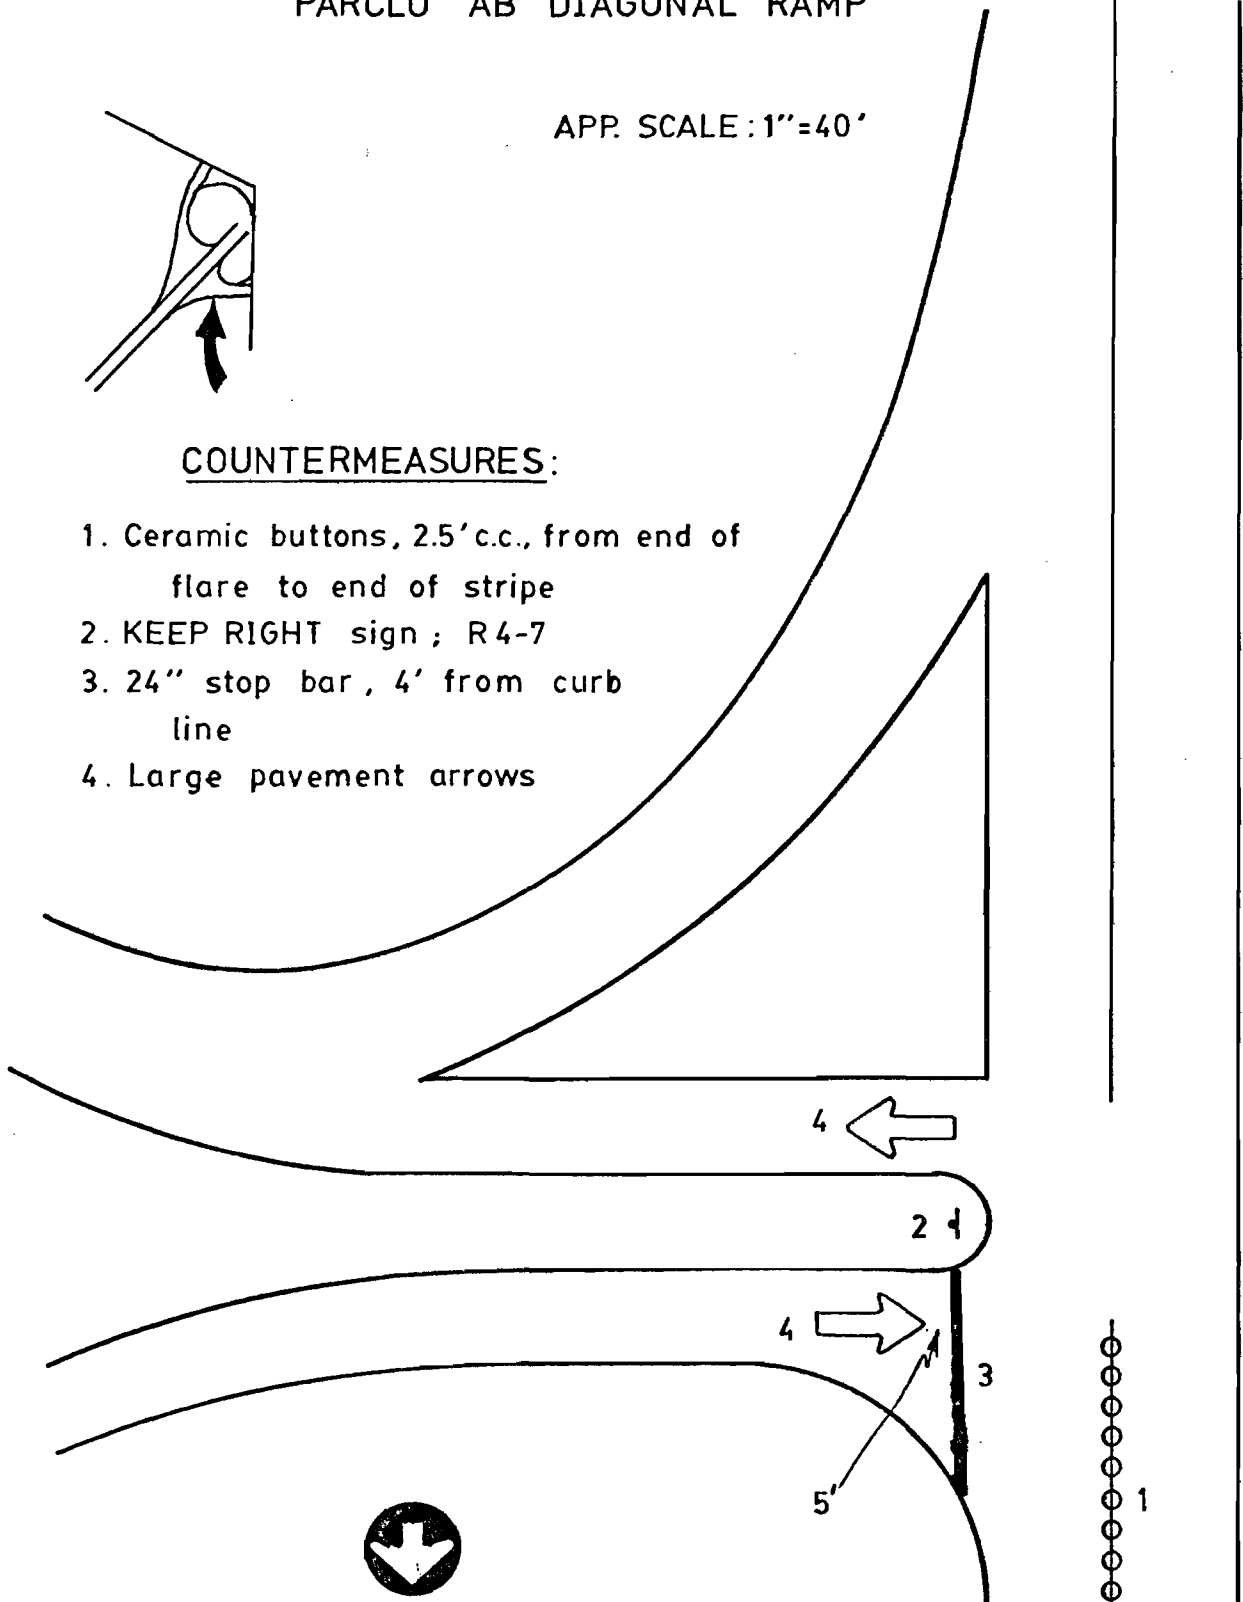 PARCLO AB DIAGONAL RAMP
APP. SCALE: 1"=40'
COUNTERMEASURES:
1. Ceramic buttons, 2.5' c.c., from end of
flare to end of stripe
2. KEEP RIGHT sign; R4-7
3. 24" stop bar, 4' from curb
line
4. Large pavement arrows
4
2
4
3
5'
1